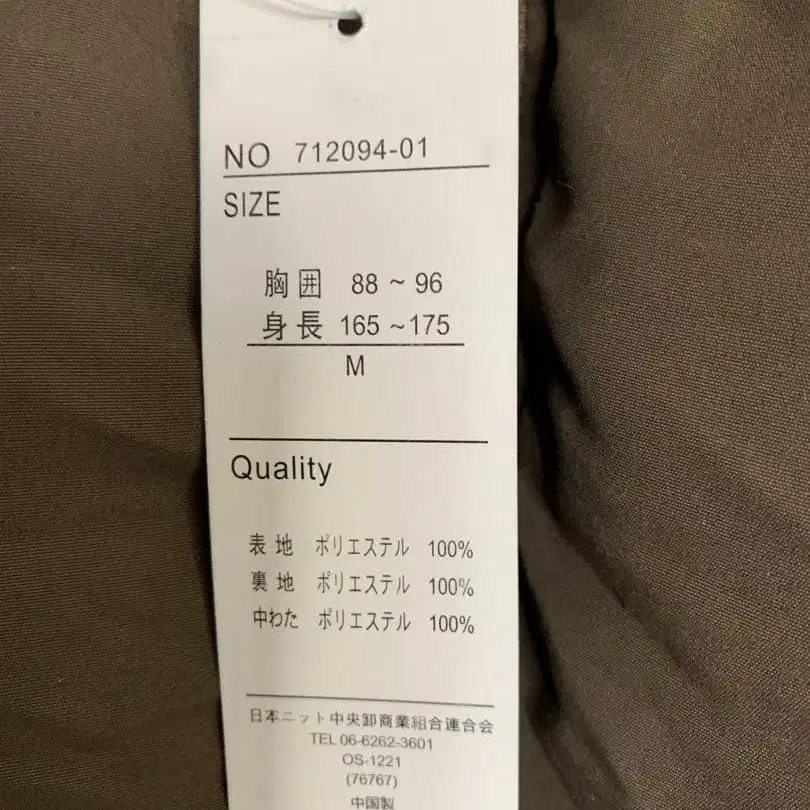 NO 712094-01
SIZE
胸囲 88 ~ 96
身長 165 ~175
M
Quality
表地 ポリエステル 100%
裏地 ポリエステル 100%
中わた ポリエステル 100%
日本ニット中央卸商業組合連合会
TEL 06-6262-3601
OS-1221
(76767)
中国製